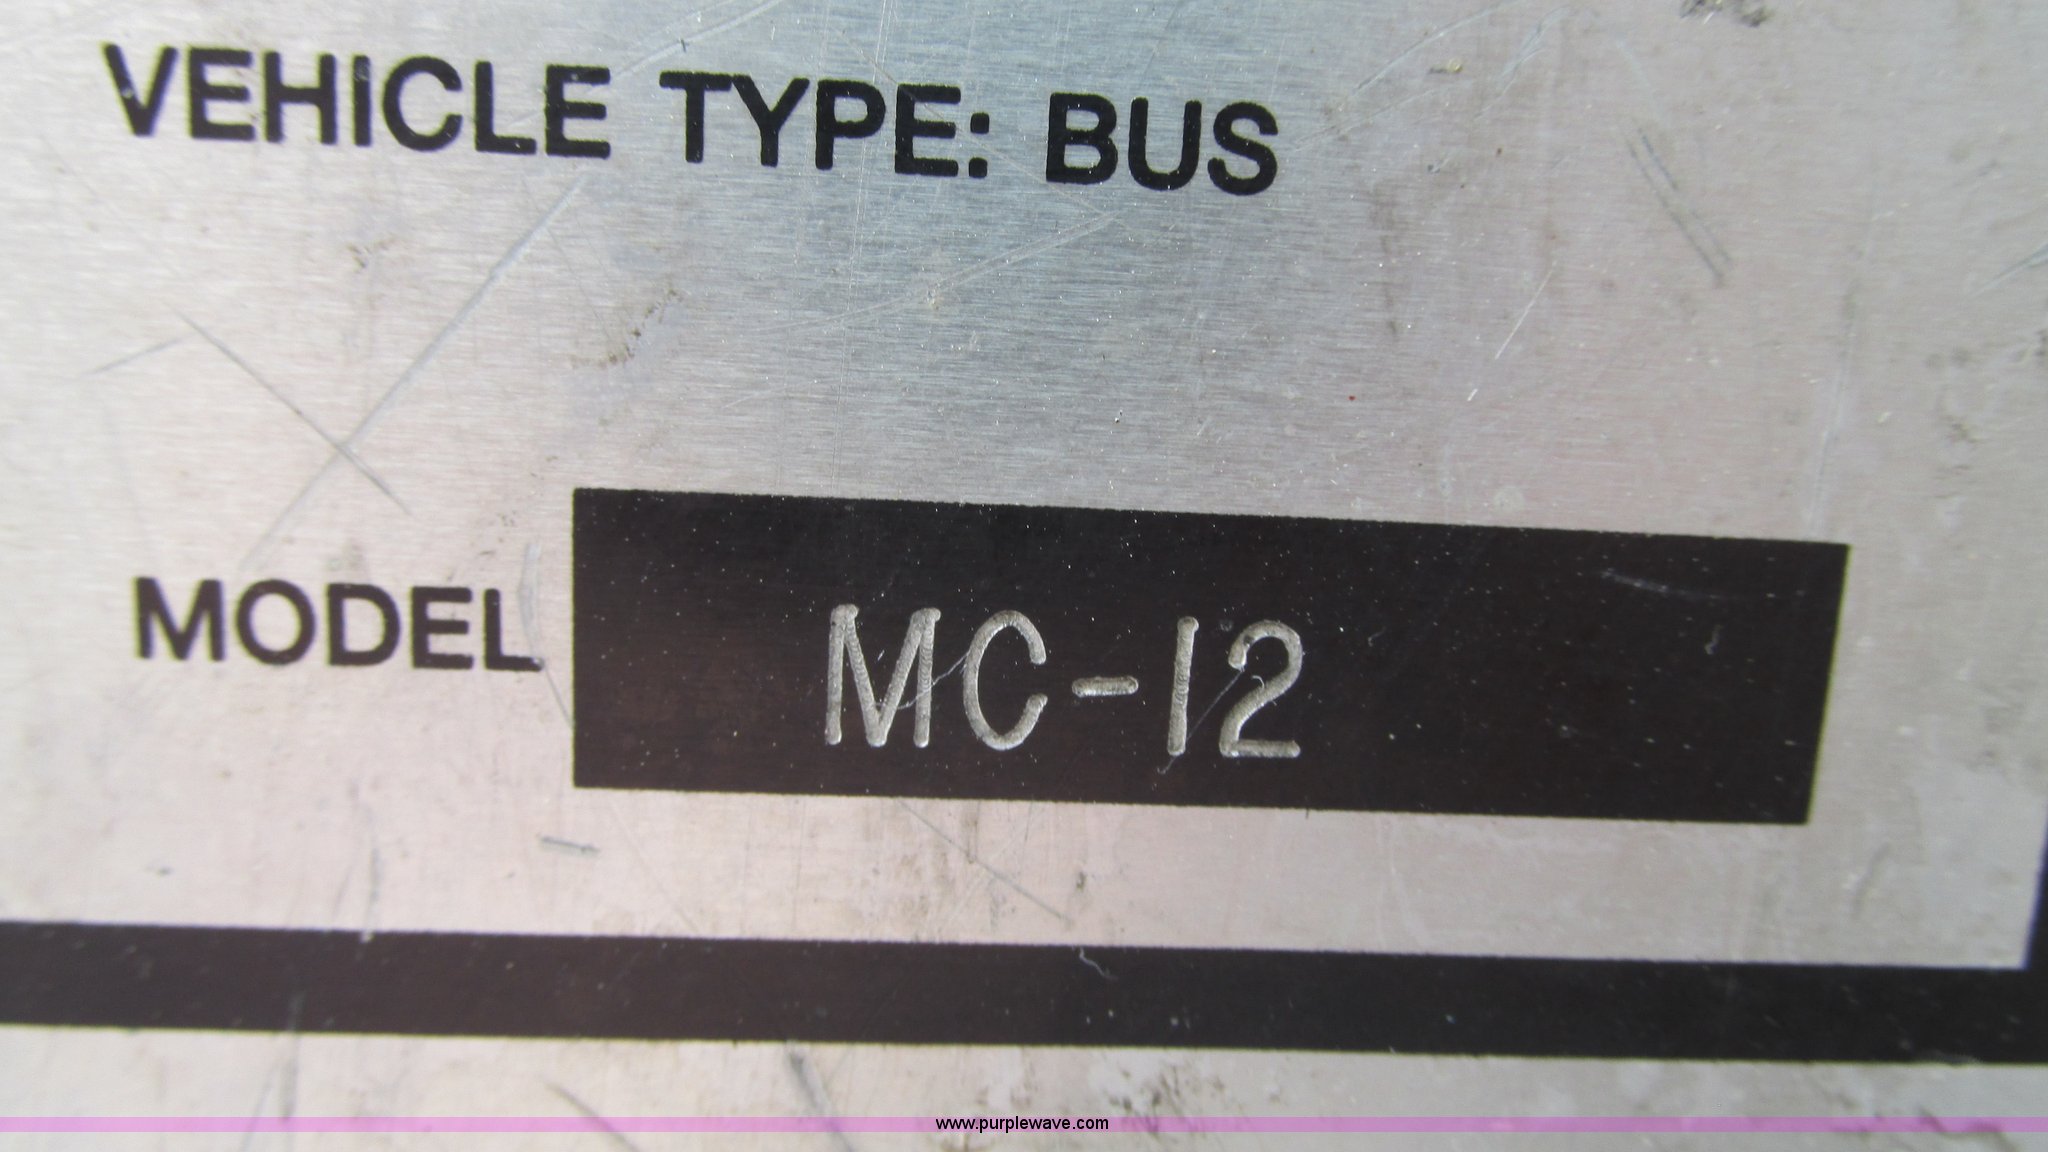 VEHICLE TYPE: BUS
MODEL MC-12
www.purplewave.com